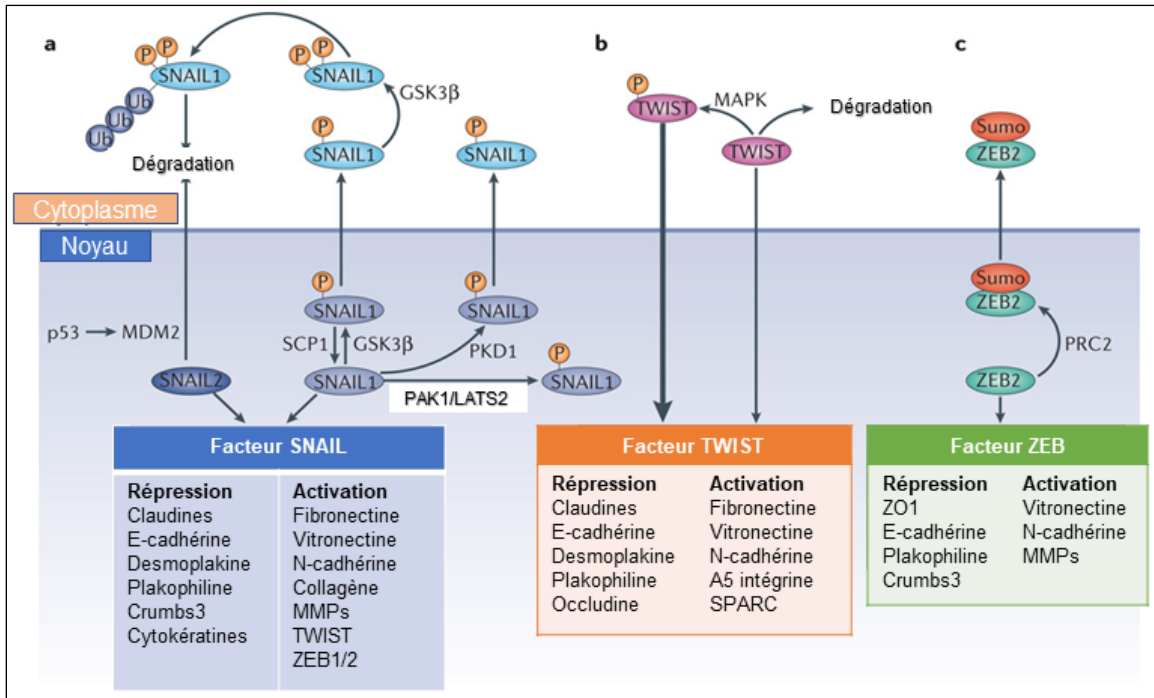 a
P
P
SNAIL1
Ub
Ub
Ub
Dégradation
P
P
SNAIL1
GSK3β
P
SNAIL1
P
SNAIL1
Cytoplasme
Noyau
p53
MDM2
SNAIL2
P
SNAIL1
SCP1
GSK3β
SNAIL1
P
SNAIL1
PKD1
PAK1/LATS2
P
SNAIL1
Facteur SNAIL
Répression
Claudines
E-cadhérine
Desmoplakine
Plakophiline
Crumbs3
Cytokératines
Activation
Fibronectine
Vitronectine
N-cadhérine
Collagène
MMPs
TWIST
ZEB1/2
b
P
TWIST
MAPK
Dégradation
TWIST
Facteur TWIST
Répression
Claudines
E-cadhérine
Desmoplakine
Plakophiline
Occludine
Activation
Fibronectine
Vitronectine
N-cadhérine
A5 intégrine
SPARC
c
Sumo
ZEB2
Sumo
ZEB2
PRC2
ZEB2
Facteur ZEB
Répression
ZO1
E-cadhérine
Plakophiline
Crumbs3
Activation
Vitronectine
N-cadhérine
MMPs